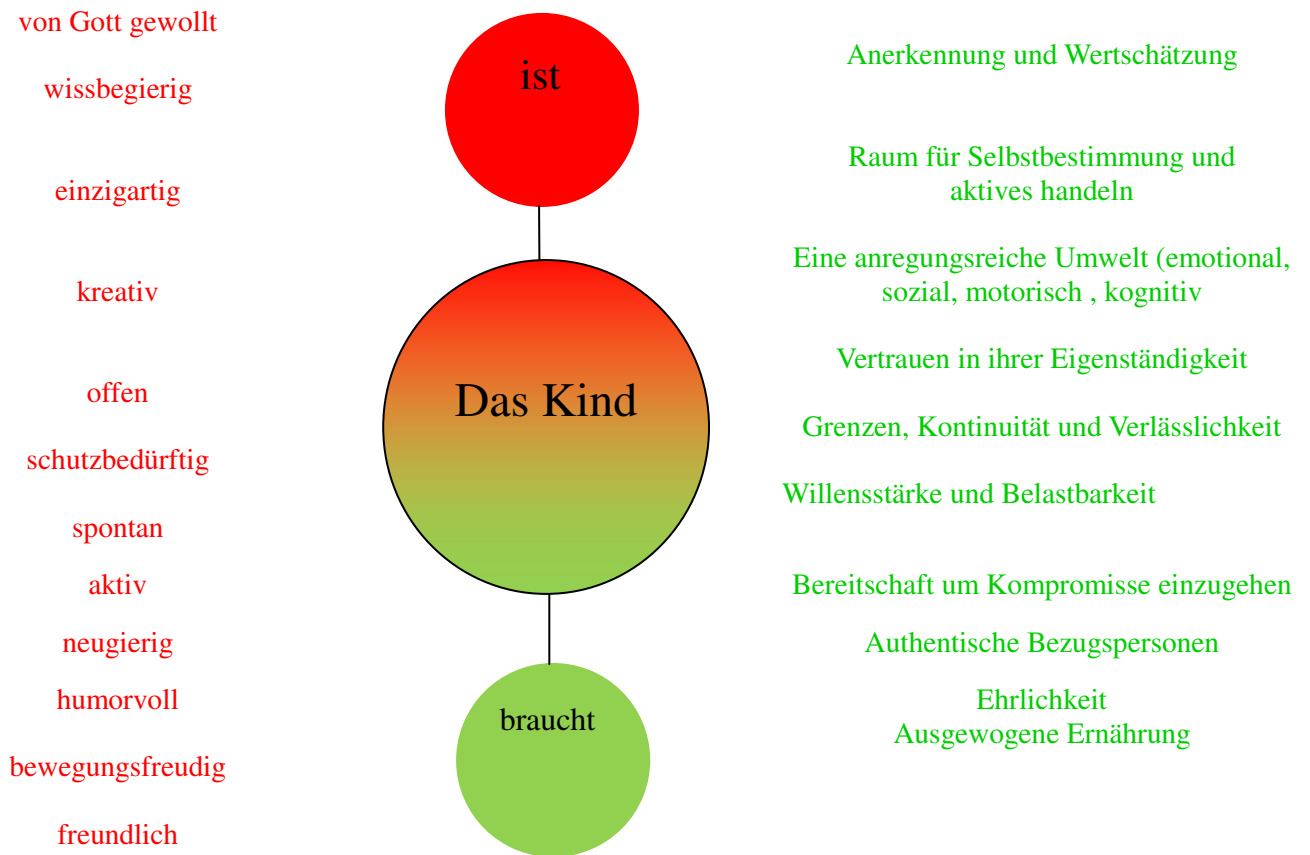 von Gott gewollt
wissbegierig
einzigartig
kreativ
offen
schutzbedürftig
spontan
aktiv
neugierig
humorvoll
bewegungsfreudig
freundlich
ist
Das Kind
braucht
Anerkennung und Wertschätzung
Raum für Selbstbestimmung und
aktives handeln
Eine anregungsreiche Umwelt (emotional,
sozial, motorisch , kognitiv
Vertrauen in ihrer Eigenständigkeit
Grenzen, Kontinuität und Verlässlichkeit
Willensstärke und Belastbarkeit
Bereitschaft um Kompromisse einzugehen
Authentische Bezugspersonen
Ehrlichkeit
Ausgewogene Ernährung